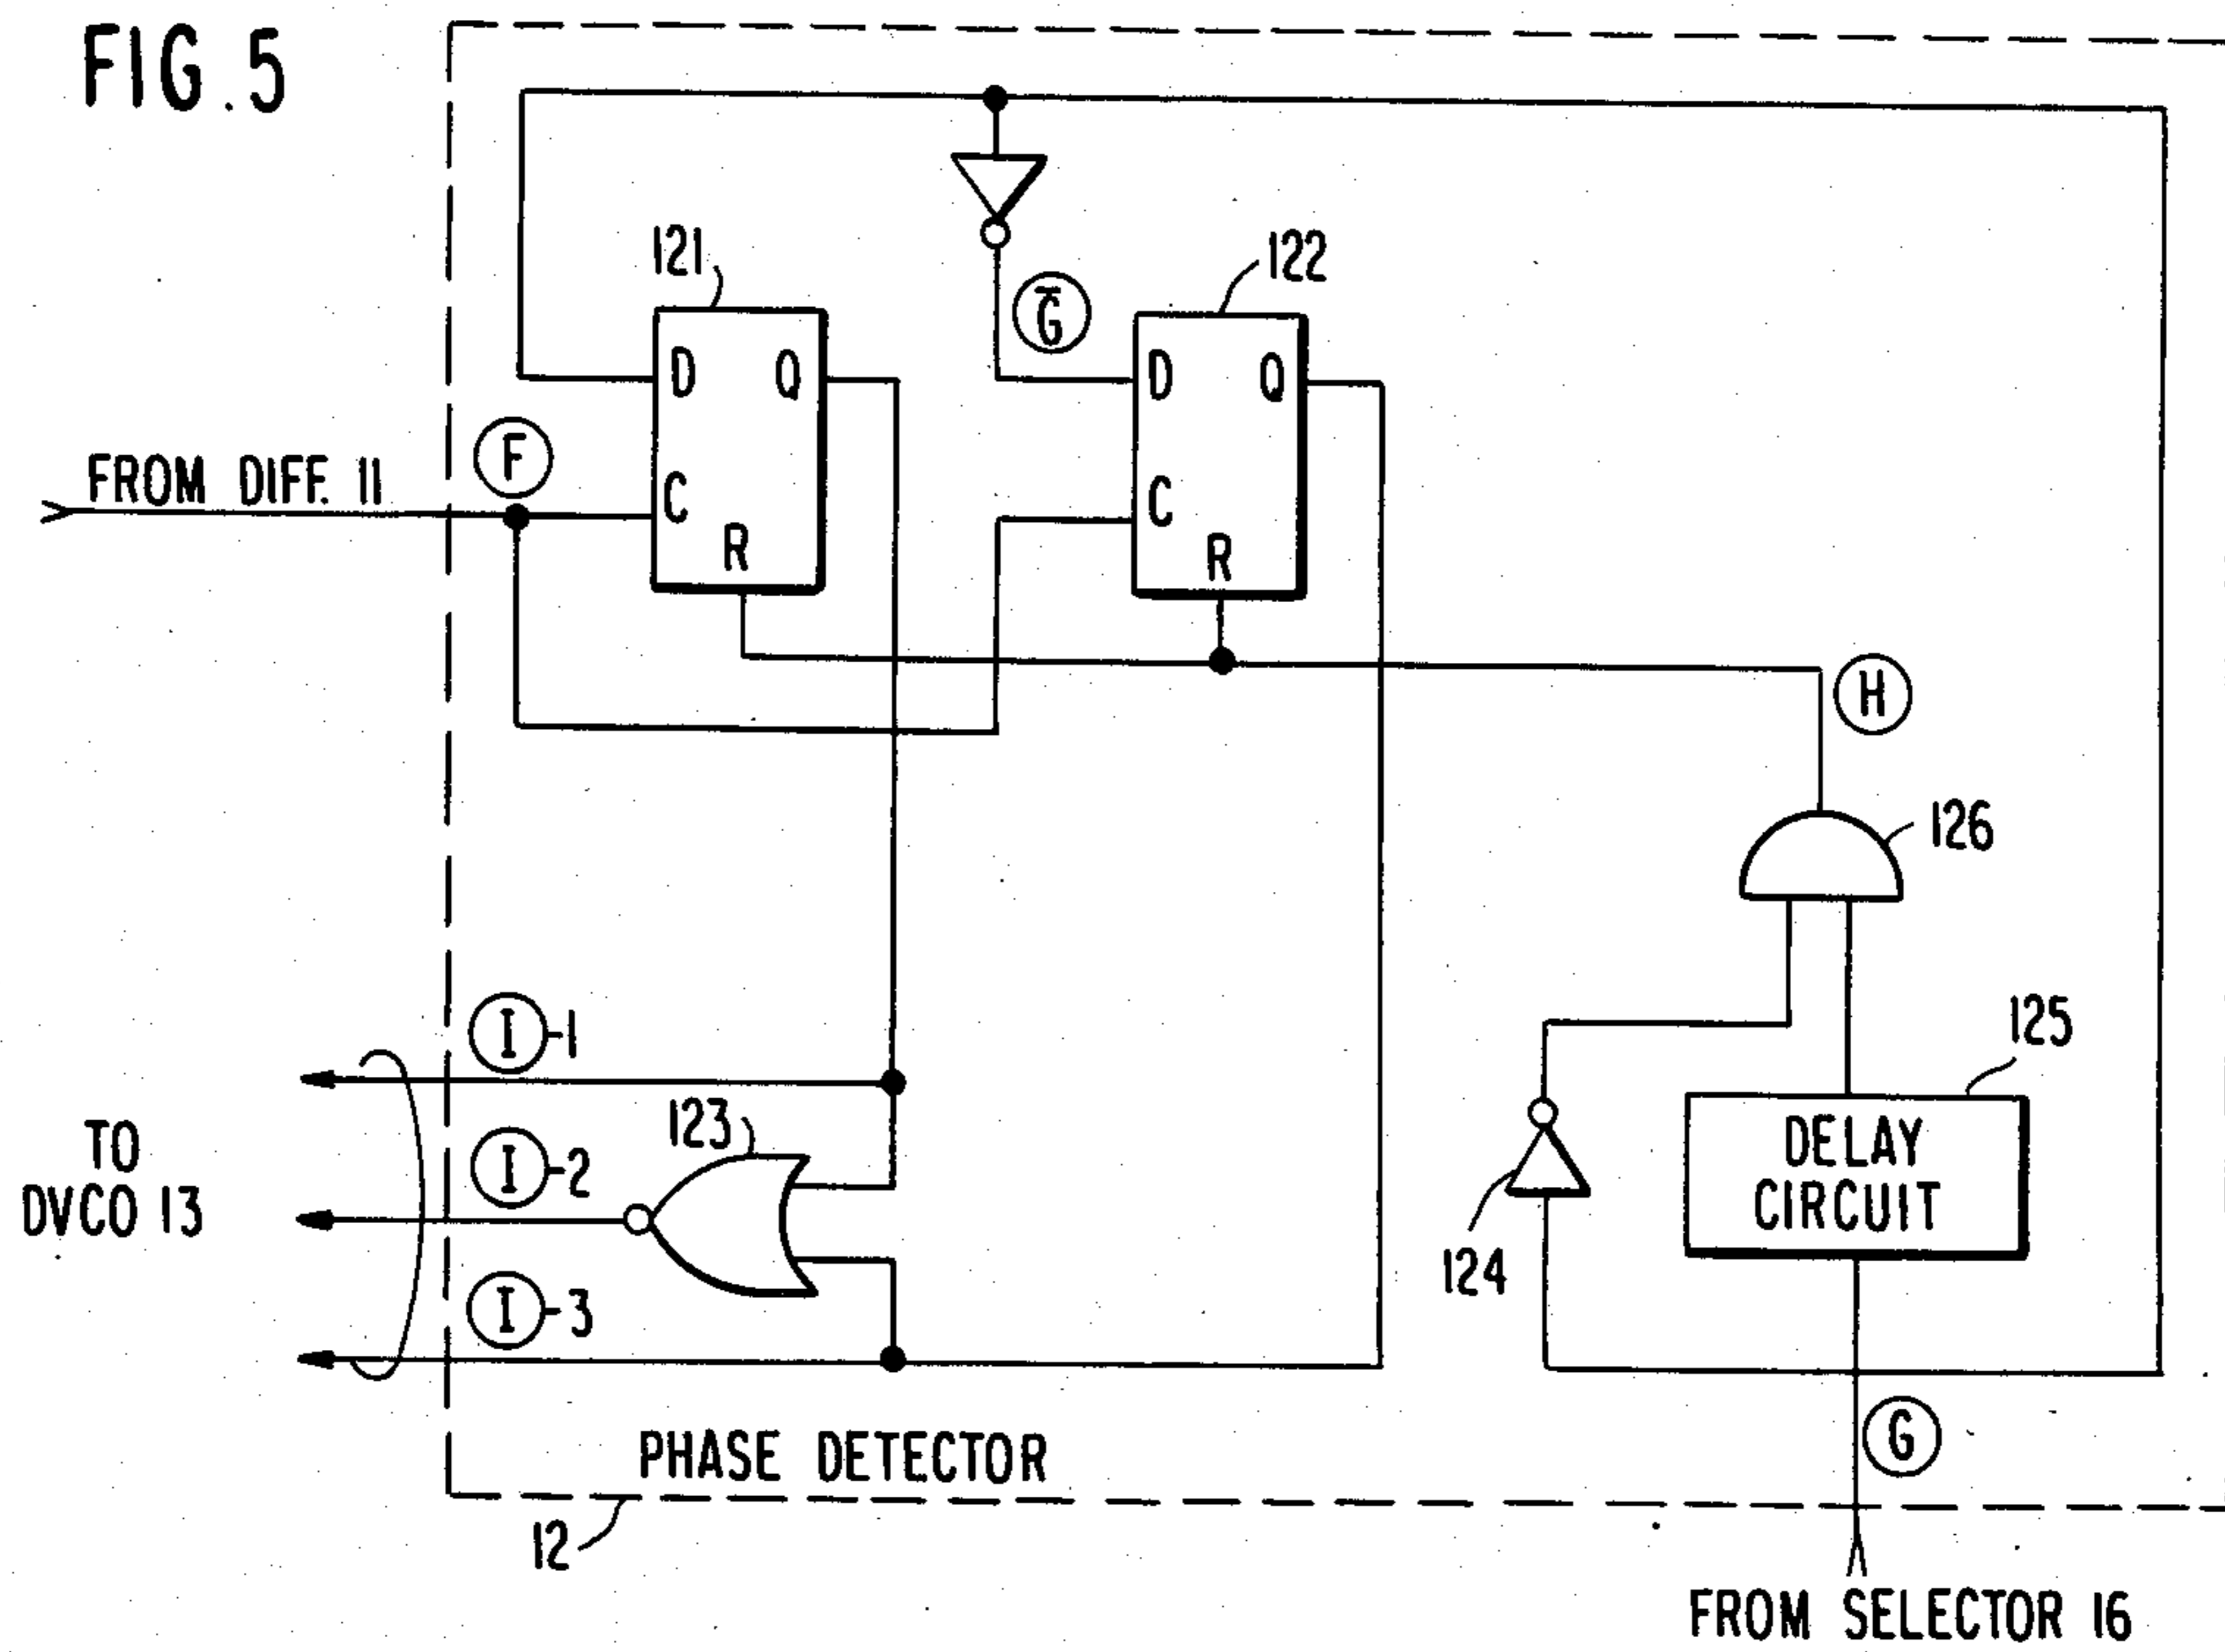 FIG. 5
121
122
G̅
D Q
D Q
F
FROM DIFF. 11
C
C
R
R
H
126
I-1
125
123
TO
DVCO 13
I-2
DELAY
CIRCUIT
124
I-3
G
PHASE DETECTOR
12
FROM SELECTOR 16